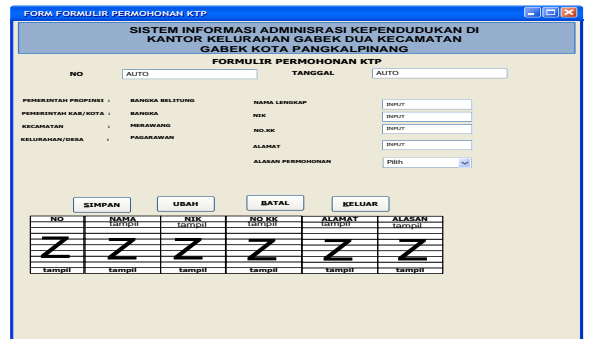 FORM FORMULIR PERMOHONAN KTP
SISTEM INFORMASI ADMINISRASI KEPENDUDUKAN DI
KANTOR KELURAHAN GABEK DUA KECAMATAN
GABEK KOTA PANGKALPINANG
FORMULIR PERMOHONAN KTP
NO AUTO TANGGAL AUTO
PEMERINTAH PROPINSI : BANGKA BELITUNG NAMA LENGKAP INPUT
PEMERINTAH KAB/KOTA : BANGKA NIK INPUT
KECAMATAN : MERAWANG NO.KK INPUT
KELURAHAN/DESA : PAGARAWAN ALAMAT INPUT
ALASAN PERMOHONAN Pilih
SIMPAN UBAH BATAL KELUAR
NO NAMA NIK NO KK ALAMAT ALASAN
tampil tampil tampil tampil tampil
Z Z Z Z Z Z
tampil tampil tampil tampil tampil tampil